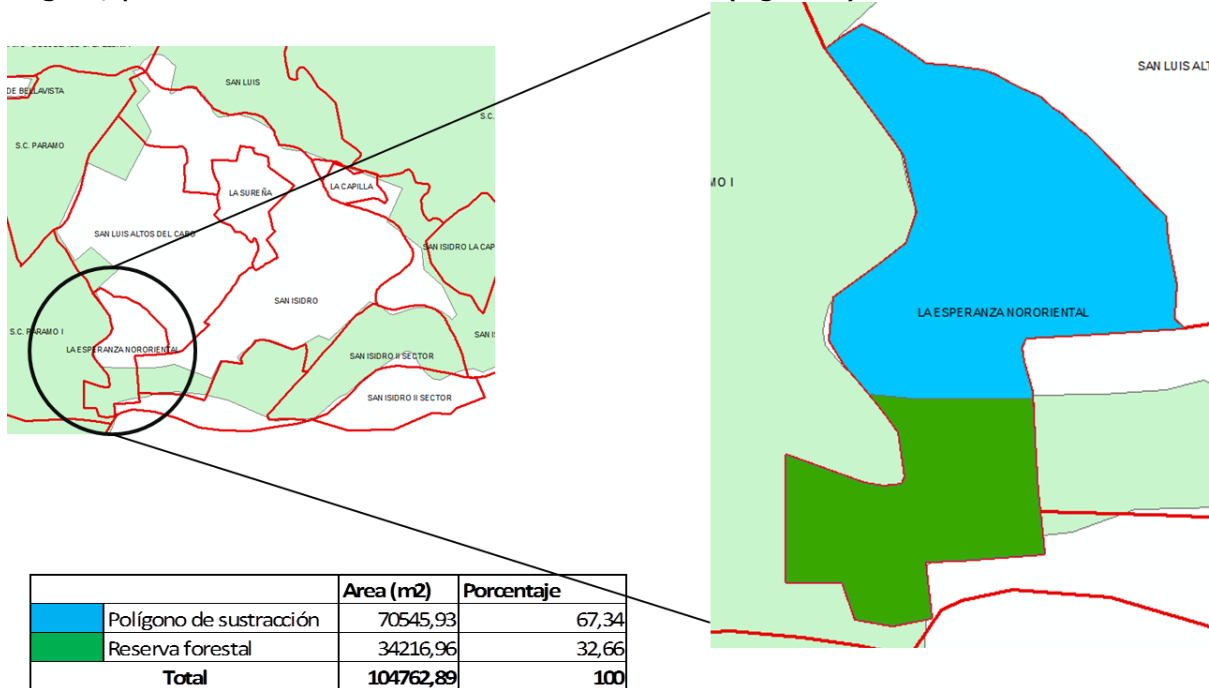 SAN LUIS
DE BELLAVISTA
S.C. PARAMO
S.C.
LA SUREÑA
LA CAPILLA
SAN LUIS ALTOS DEL CABO
SAN ISIDRO LA CAP
SAN ISIDRO
S.C. PARAMO I
LA ESPERANZA NORORIENTAL
SAN IS
SAN ISIDRO II SECTOR
SAN ISIDRO II SECTOR
SAN LUIS ALT
MO I
LA ESPERANZA NORORIENTAL
Area (m2) Porcentaje
Polígono de sustracción 70545,93 67,34
Reserva forestal 34216,96 32,66
Total 104762,89 100